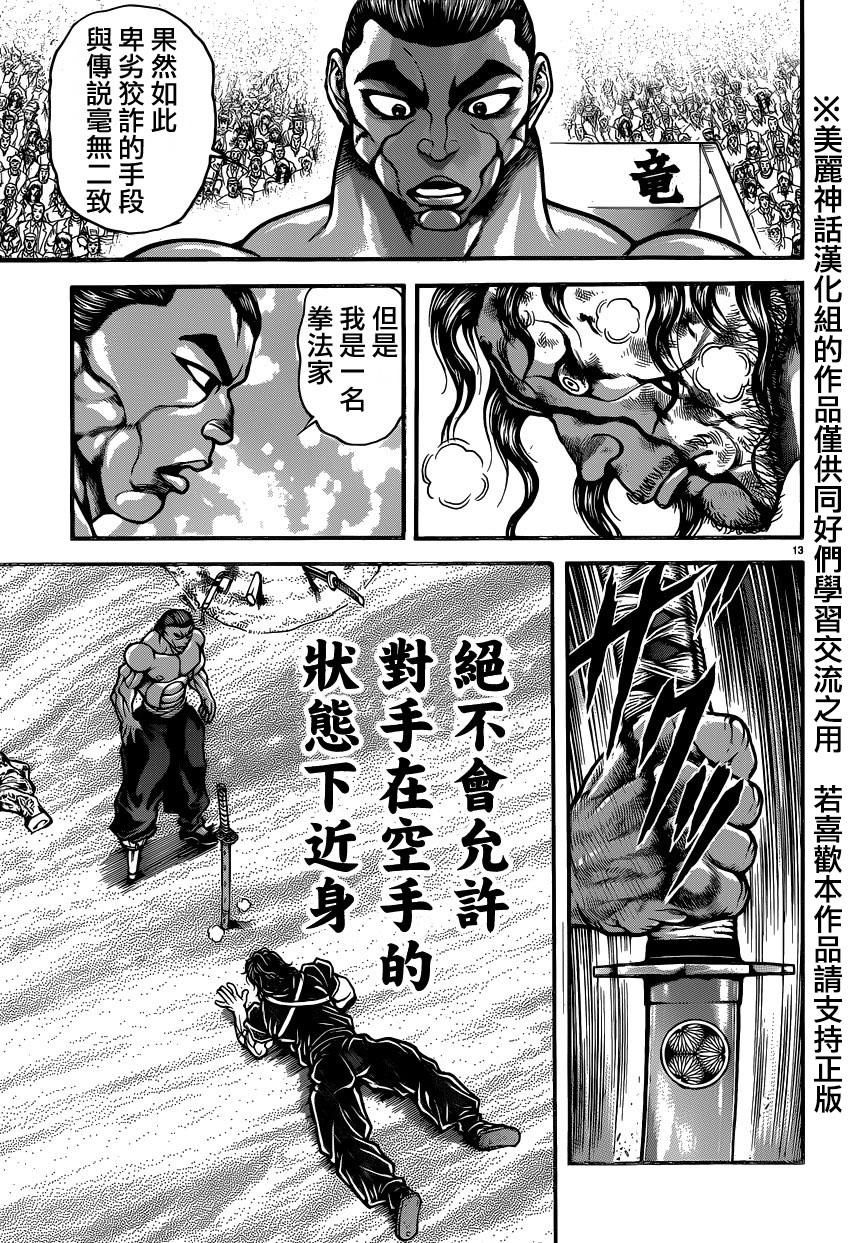 果然如此
卑劣狡詐的手段
與傳説毫無二致
竜
但是
我是一名
拳法家
13
絕不會允許
對手在空手的
狀態下近身
※美麗神話漢化組的作品僅供同好們學習交流之用　若喜歡本作品請支持正版